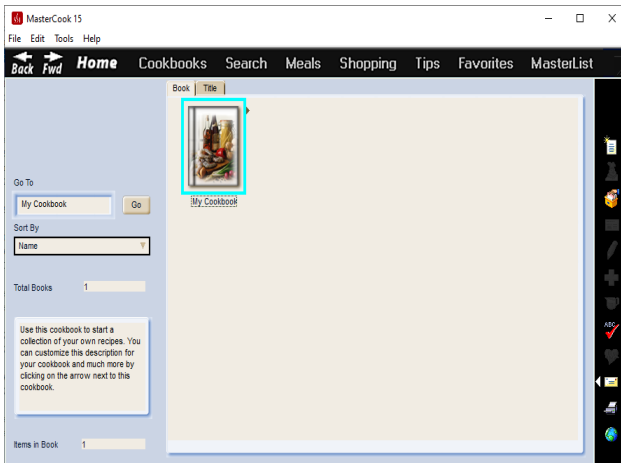 MasterCook 15
File Edit Tools Help
Back Fwd Home Cookbooks Search Meals Shopping Tips Favorites MasterList
Book Title
My Cookbook
Go To
My Cookbook Go
Sort By
Name
Total Books 1
Use this cookbook to start a
collection of your own recipes. You
can customize this description for
your cookbook and much more by
clicking on the arrow next to this
cookbook.
Items in Book 1
ABC